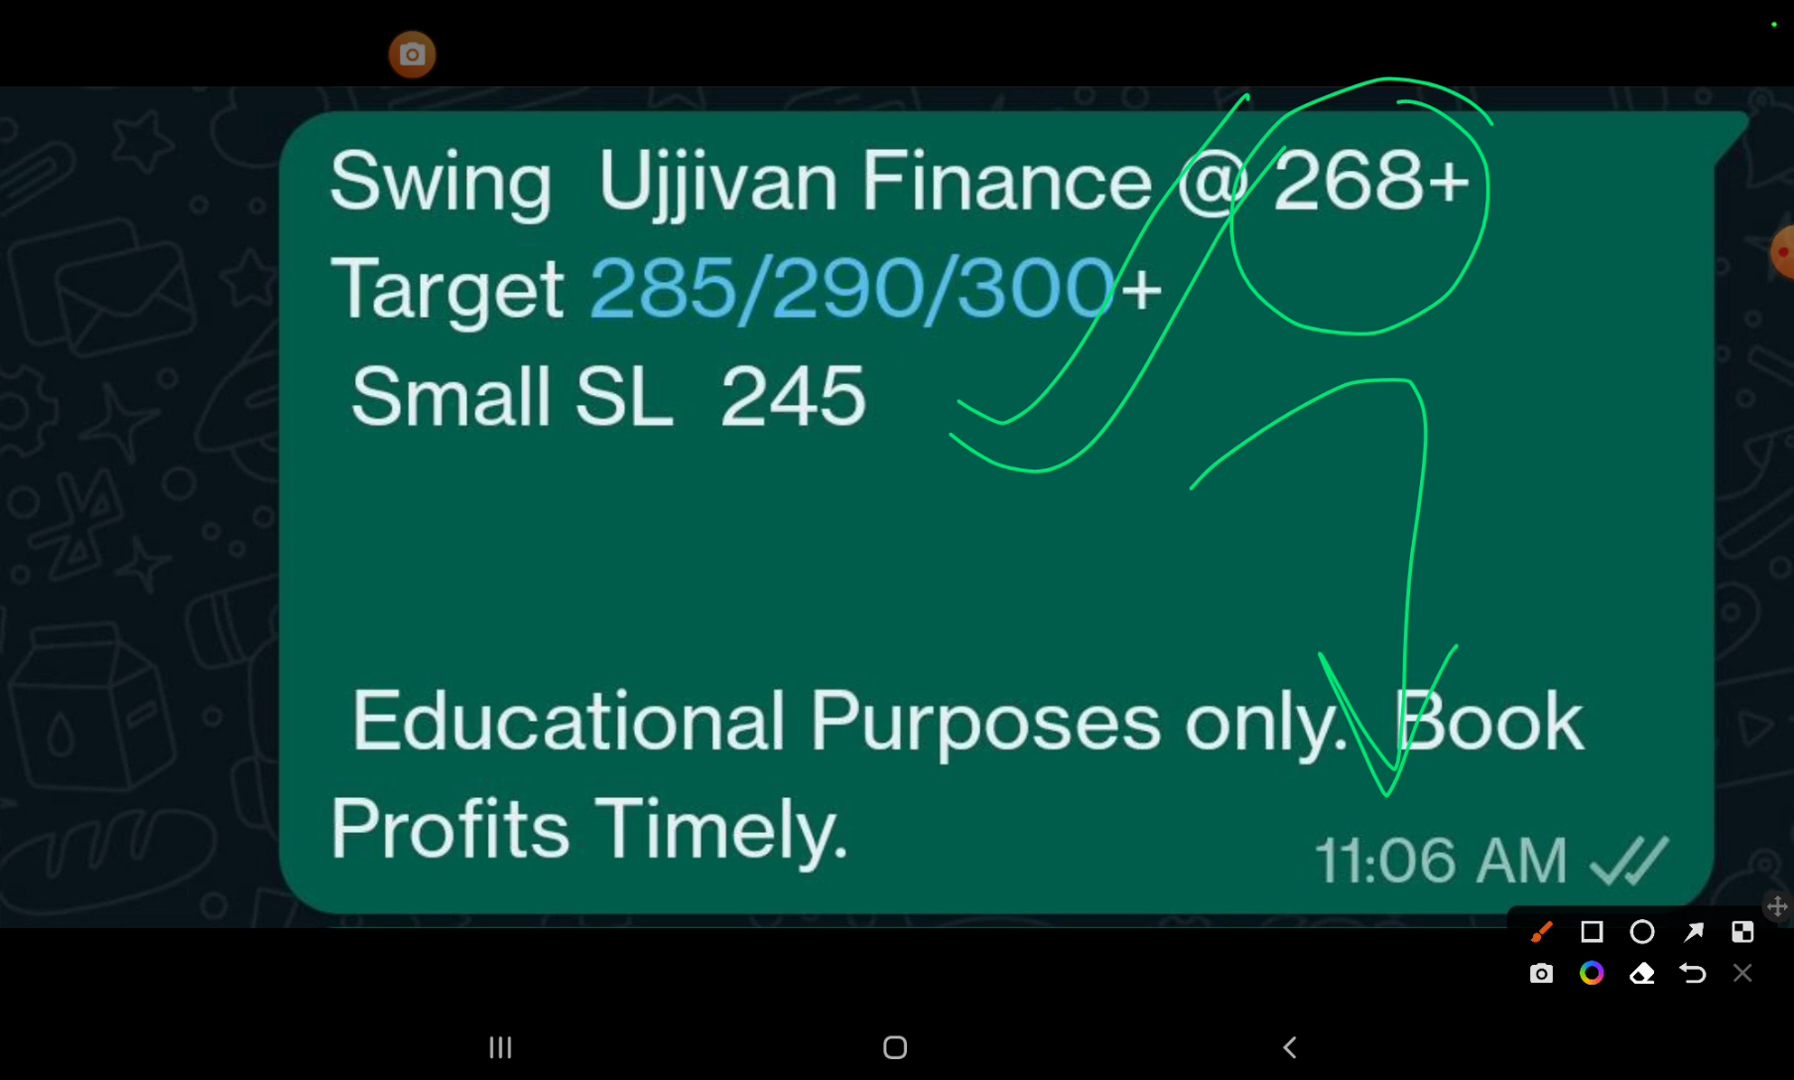 Swing Ujjivan Finance @ 268+
Target 285/290/300+
Small SL 245
Educational Purposes only. Book
Profits Timely.
11:06 AM